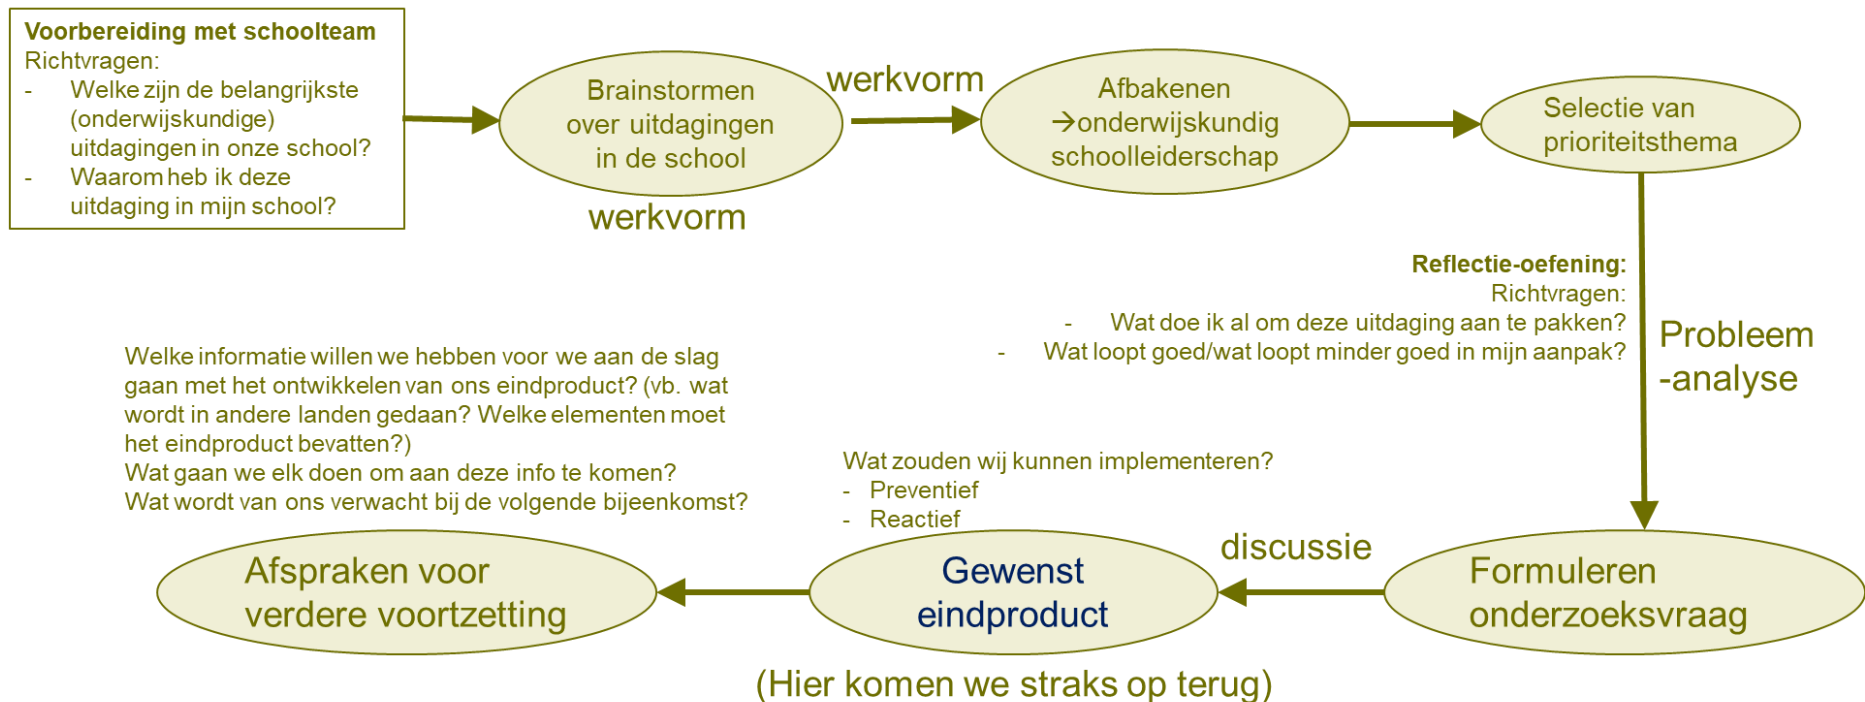 Voorbereiding met schoolteam
Richtvragen:
- Welke zijn de belangrijkste
(onderwijskundige)
uitdagingen in onze school?
- Waarom heb ik deze
uitdaging in mijn school?
Brainstormen
over uitdagingen
in de school
werkvorm
werkvorm
Afbakenen
→onderwijskundig
schoolleiderschap
Selectie van
prioriteitsthema
Reflectie-oefening:
Richtvragen:
- Wat doe ik al om deze uitdaging aan te pakken?
- Wat loopt goed/wat loopt minder goed in mijn aanpak?
Probleem
-analyse
Formuleren
onderzoeksvraag
discussie
Wat zouden wij kunnen implementeren?
- Preventief
- Reactief
Gewenst
eindproduct
(Hier komen we straks op terug)
Welke informatie willen we hebben voor we aan de slag
gaan met het ontwikkelen van ons eindproduct? (vb. wat
wordt in andere landen gedaan? Welke elementen moet
het eindproduct bevatten?)
Wat gaan we elk doen om aan deze info te komen?
Wat wordt van ons verwacht bij de volgende bijeenkomst?
Afspraken voor
verdere voortzetting